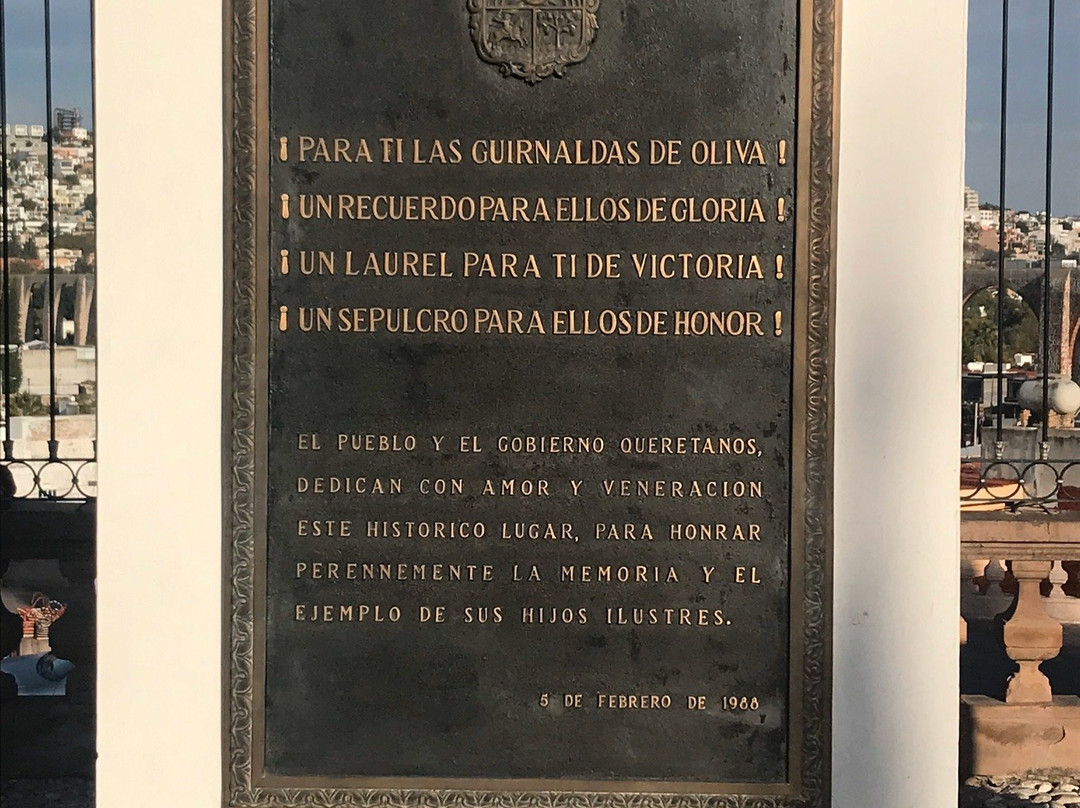 ¡ PARA TI LAS GUIRNALDAS DE OLIVA !
¡ UN RECUERDO PARA ELLOS DE GLORIA !
¡ UN LAUREL PARA TI DE VICTORIA !
¡ UN SEPULCRO PARA ELLOS DE HONOR !
EL PUEBLO Y EL GOBIERNO QUERETANOS,
DEDICAN CON AMOR Y VENERACION
ESTE HISTORICO LUGAR, PARA HONRAR
PERENNEMENTE LA MEMORIA Y EL
EJEMPLO DE SUS HIJOS ILUSTRES.
5 DE FEBRERO DE 1988